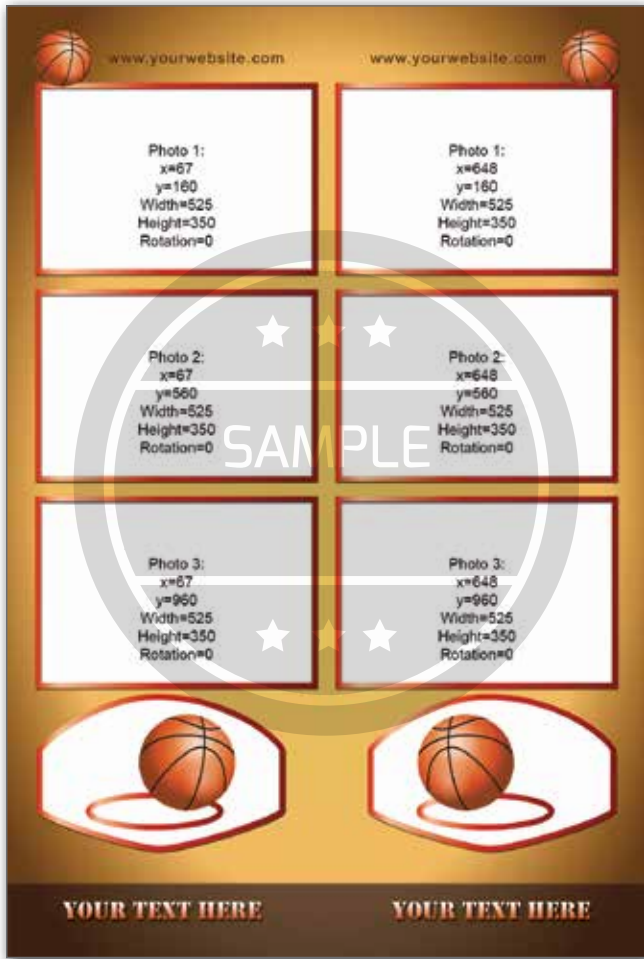 www.yourwebsite.com www.yourwebsite.com
Photo 1:
x=67
y=160
Width=525
Height=350
Rotation=0
Photo 1:
x=648
y=160
Width=525
Height=350
Rotation=0
Photo 2:
x=67
y=560
Width=525
Height=350
Rotation=0
Photo 2:
x=648
y=560
Width=525
Height=350
Rotation=0
SAMPLE
Photo 3:
x=67
y=960
Width=525
Height=350
Rotation=0
Photo 3:
x=648
y=960
Width=525
Height=350
Rotation=0
YOUR TEXT HERE YOUR TEXT HERE